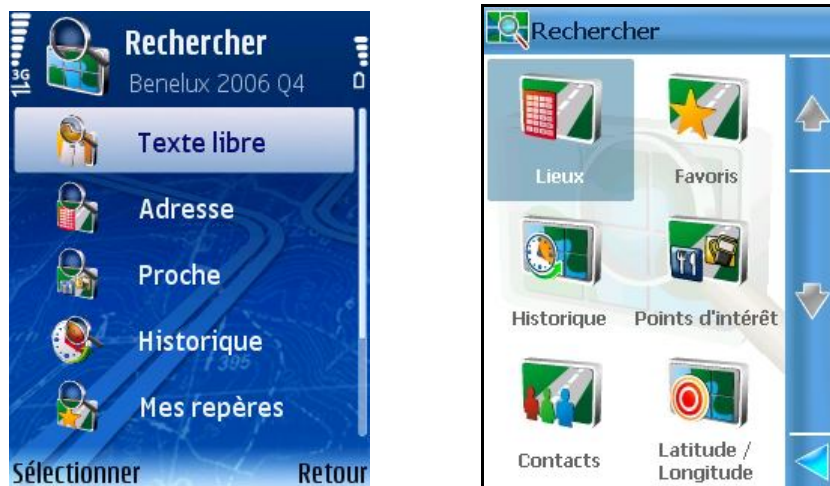 Rechercher
Benelux 2006 Q4
3G
Texte libre
Adresse
Proche
Historique
Mes repères
Sélectionner Retour
Rechercher
Lieux Favoris
Historique Points d'intérêt
Contacts Latitude /
Longitude